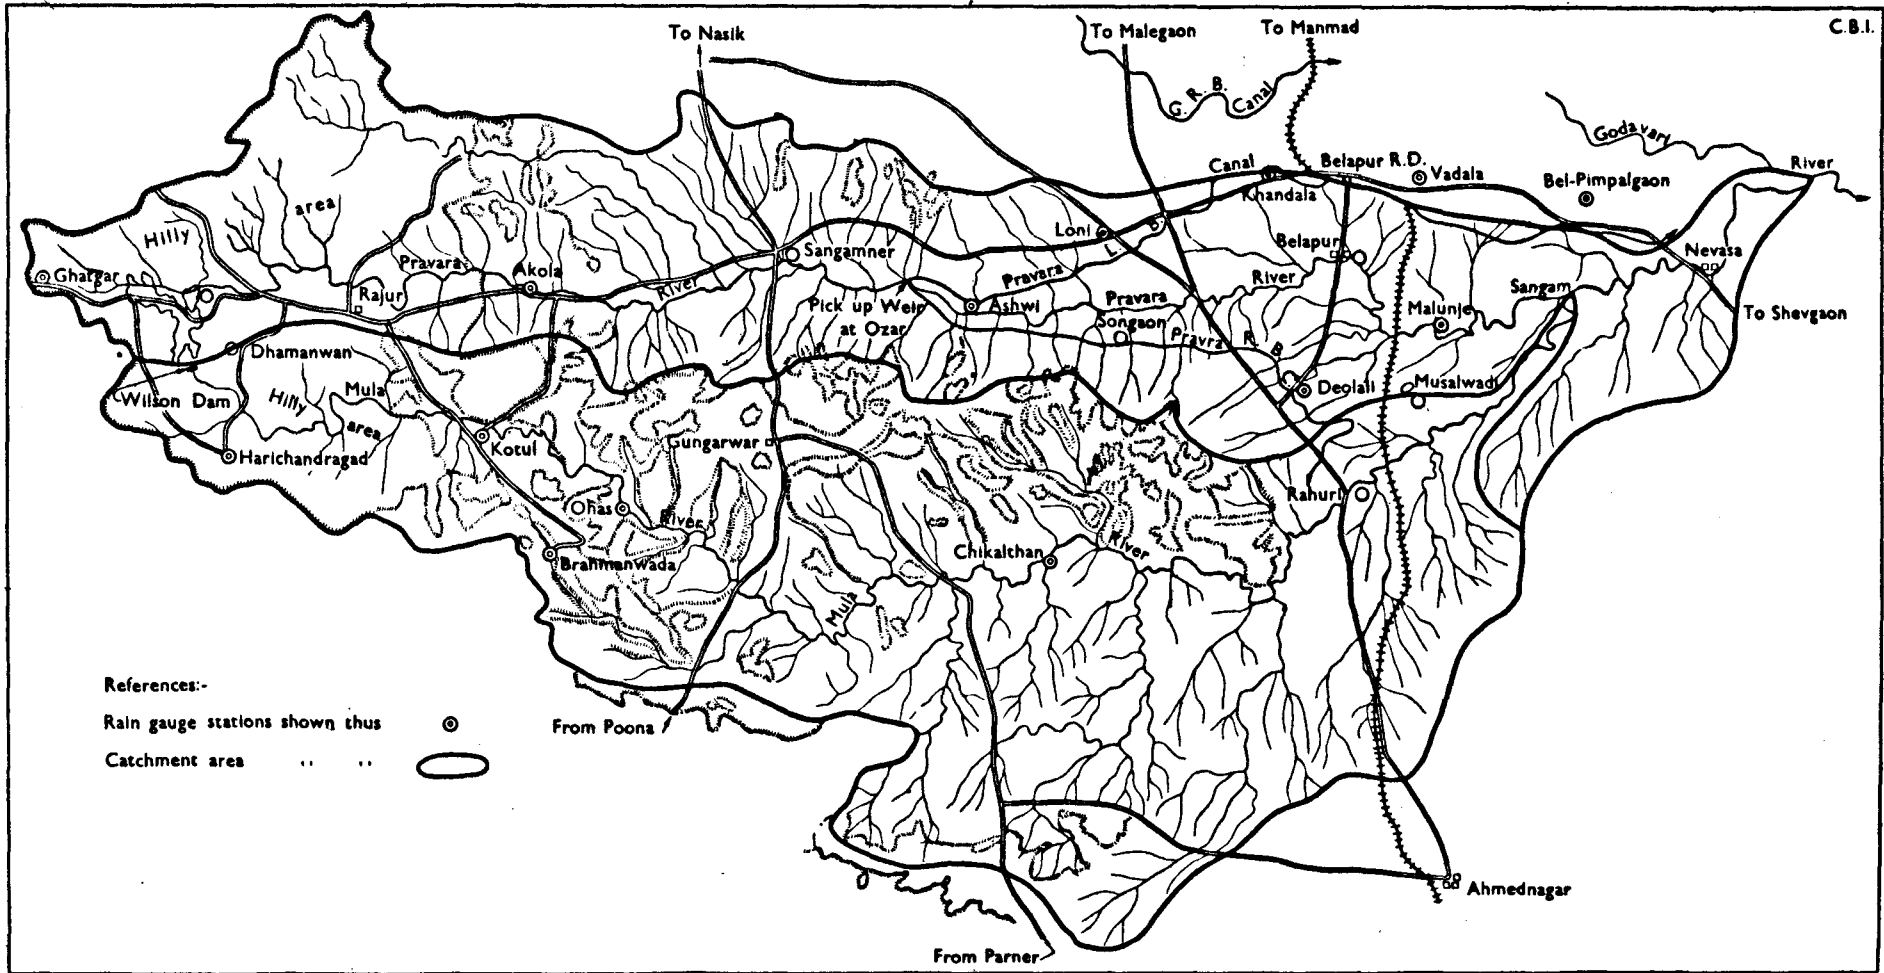 C.B.I.
To Nasik
To Malegaon
To Manmad
G. R. B.
Canal
Godavari
River
Canal
Belapur R.D.
Vadala
Khandala
Bel-Pimpalgaon
Hilly
area
Loni
Belapur
Nevasa
Sangamner
Ghatgar
Pravara
Akola
River
Pravara
L.
River
Sangam
Rajur
Pick up Weir
at Ozar
Ashwi
Pravara
Songaon
Malunje
To Shevgaon
Pravra
R.
B.
Dhamanwan
Deolali
Musalwadi
Wilson Dam
Hilly
area
Mula
Kotul
Gungarwar
Harichandragad
Ohas
River
Rahuri
Brahmanwada
Chikalthan
River
Mula
References:-
Rain gauge stations shown thus
Catchment area " "
From Poona
Ahmednagar
From Parner